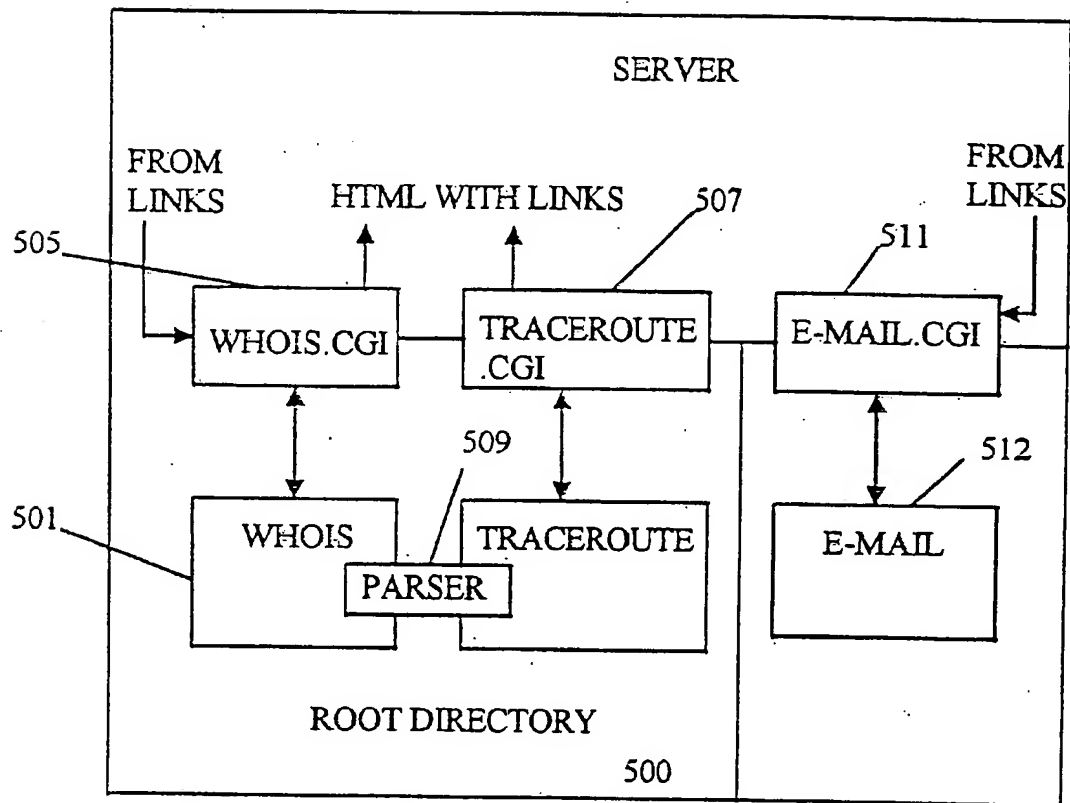 SERVER
FROM
LINKS
HTML WITH LINKS
507
FROM
LINKS
505
511
WHOIS.CGI
TRACEROUTE
.CGI
E-MAIL.CGI
509
512
501
WHOIS
TRACEROUTE
E-MAIL
PARSER
ROOT DIRECTORY
500